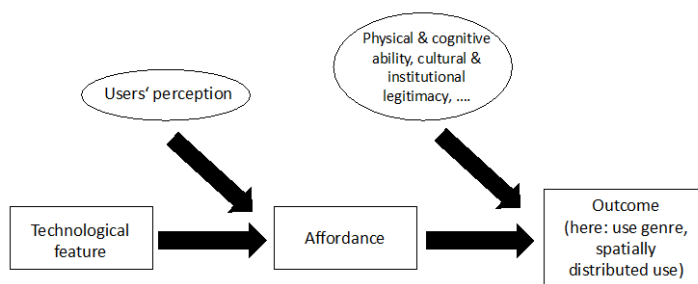 Physical & cognitive
ability, cultural &
institutional
legitimacy, ....
Users‘ perception
Technological
feature
Affordance
Outcome
(here: use genre,
spatially
distributed use)